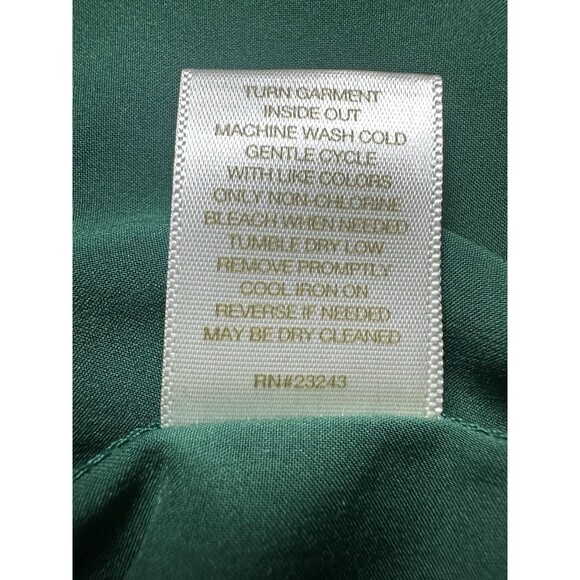 TURN GARMENT
INSIDE OUT
MACHINE WASH COLD
GENTLE CYCLE
WITH LIKE COLORS
ONLY NON-CHLORINE
BLEACH WHEN NEEDED
TUMBLE DRY LOW
REMOVE PROMPTLY
COOL IRON ON
REVERSE IF NEEDED
MAY BE DRY CLEANED
RN#23243